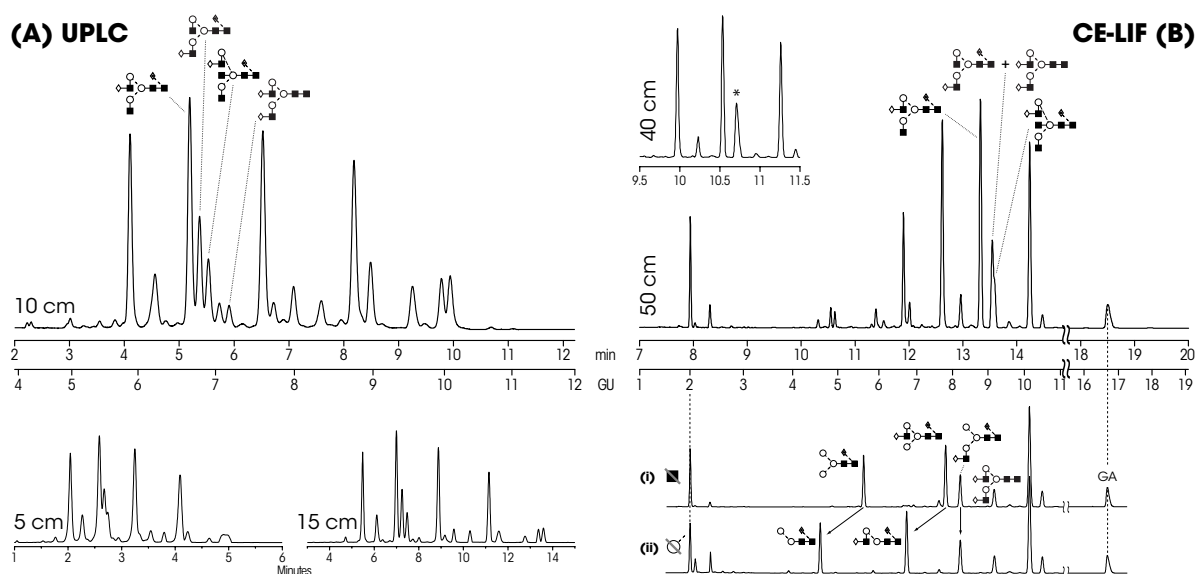 (A) UPLC
10 cm
2 3 4 5 6 7 8 9 10 11 12 min
4 5 6 7 8 9 10 11 12 GU
5 cm
1 2 3 4 5 6
15 cm
4 6 8 10 12 14
Minutes
CE-LIF (B)
40 cm
*
9.5 10 10.5 11 11.5
+
50 cm
7 8 9 10 11 12 13 14 18 19 20
1 2 3 4 5 6 7 8 9 10 11 16 17 18 19
(i)
GA
(ii)